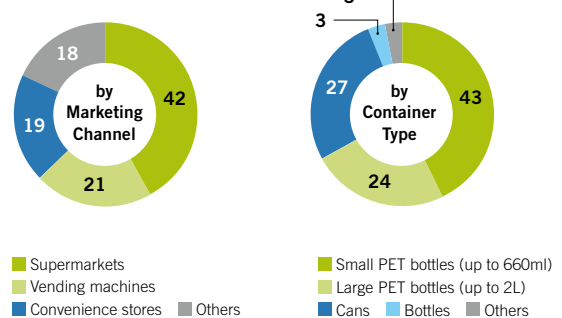 18
42
19
21
by
Marketing
Channel
3
27
43
24
by
Container
Type
Supermarkets
Vending machines
Convenience stores
Others
Small PET bottles (up to 660ml)
Large PET bottles (up to 2L)
Cans
Bottles
Others